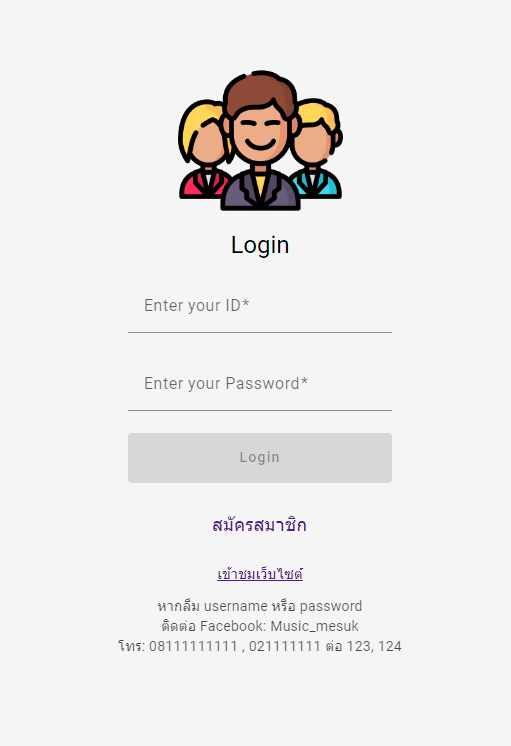 Login
Enter your ID*
Enter your Password*
Login
สมัครสมาชิก
เข้าชมเว็บไซต์
หากลืม username หรือ password
ติดต่อ Facebook: Music_mesuk
โทร: 08111111111 , 021111111 ต่อ 123, 124